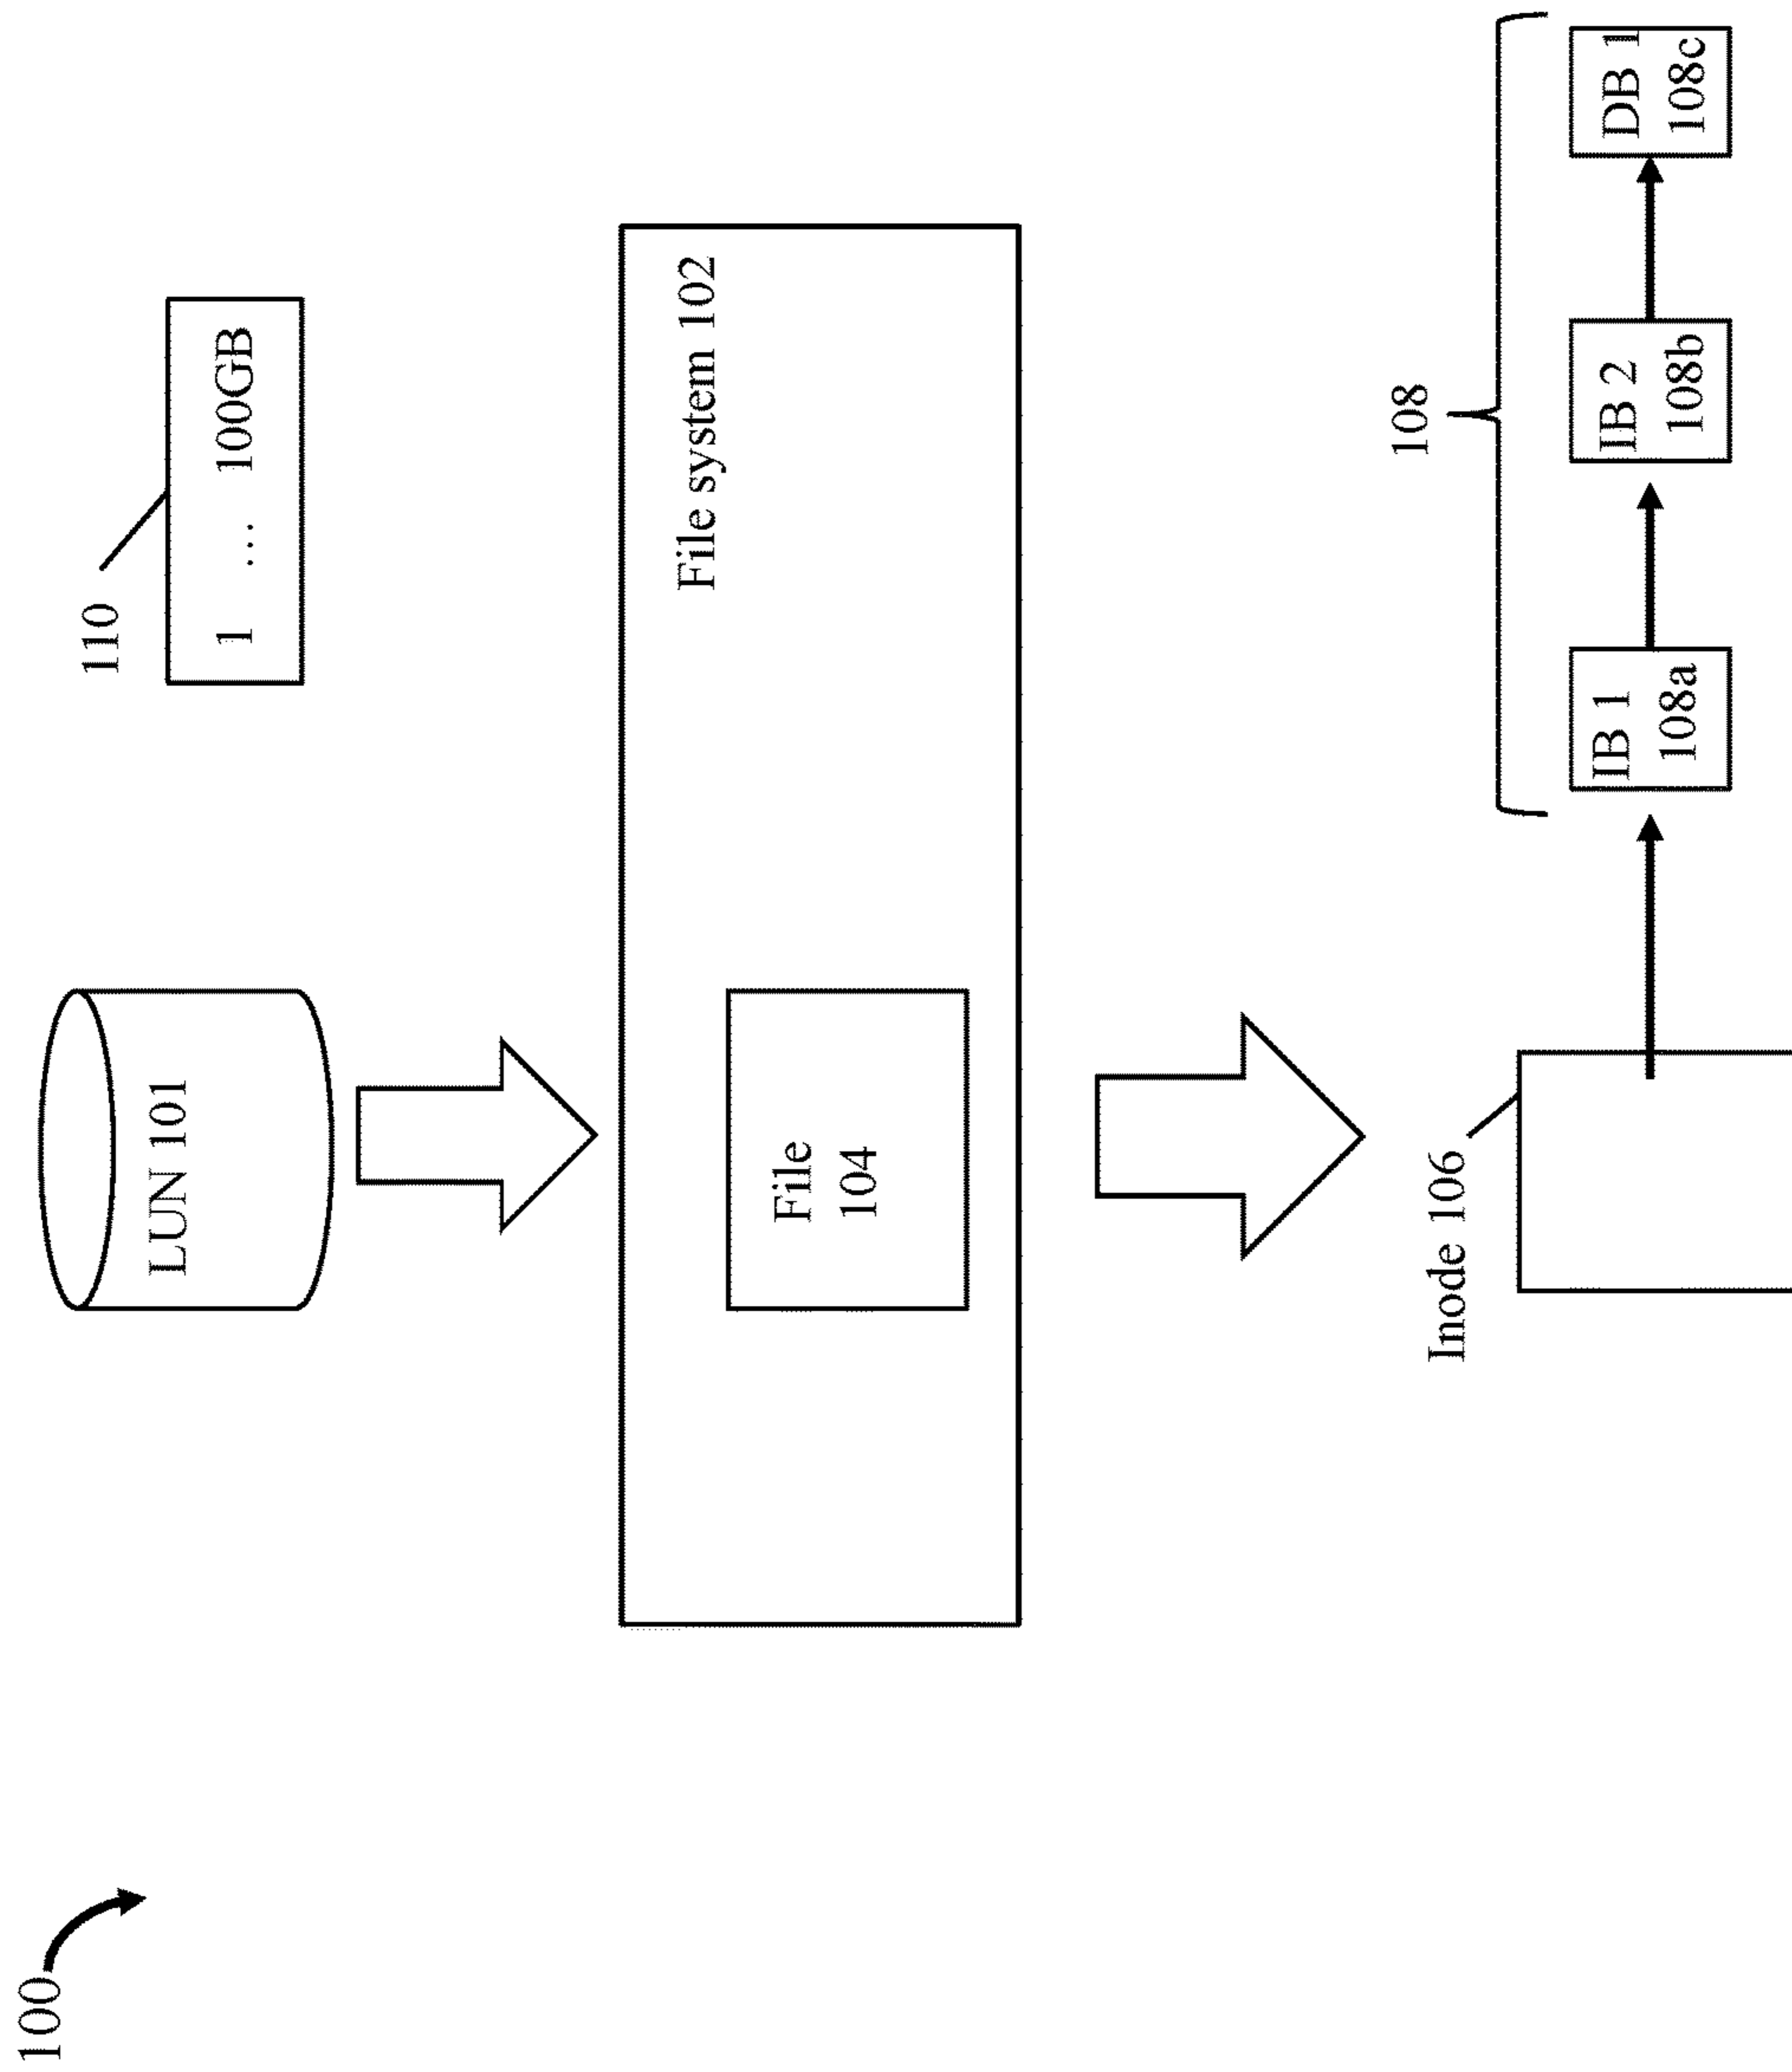 100
LUN 101
110
1 ... 100GB
File system 102
File
104
Inode 106
108
IB 1
108a
IB 2
108b
DB 1
108c